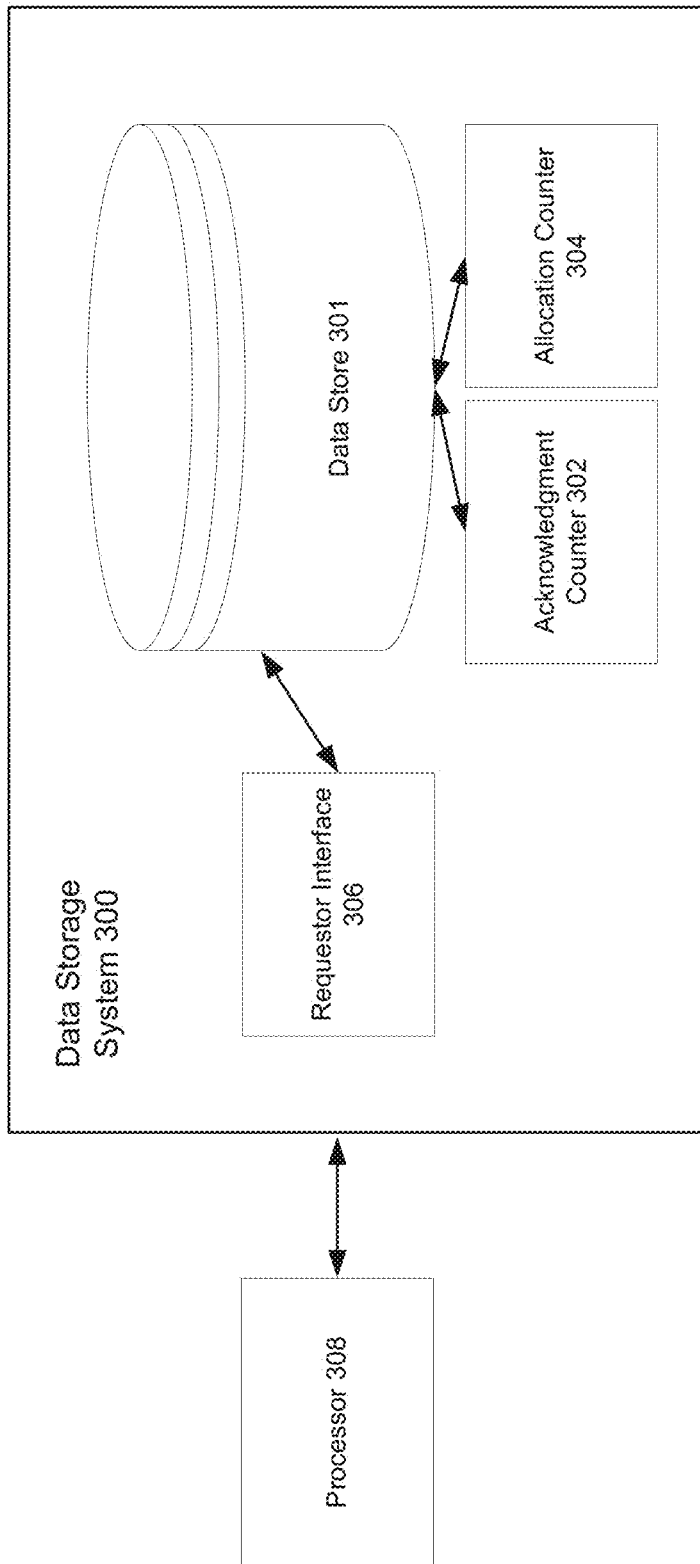 Data Storage
System 300
Processor 308
Requestor Interface
306
Data Store 301
Acknowledgment
Counter 302
Allocation Counter
304